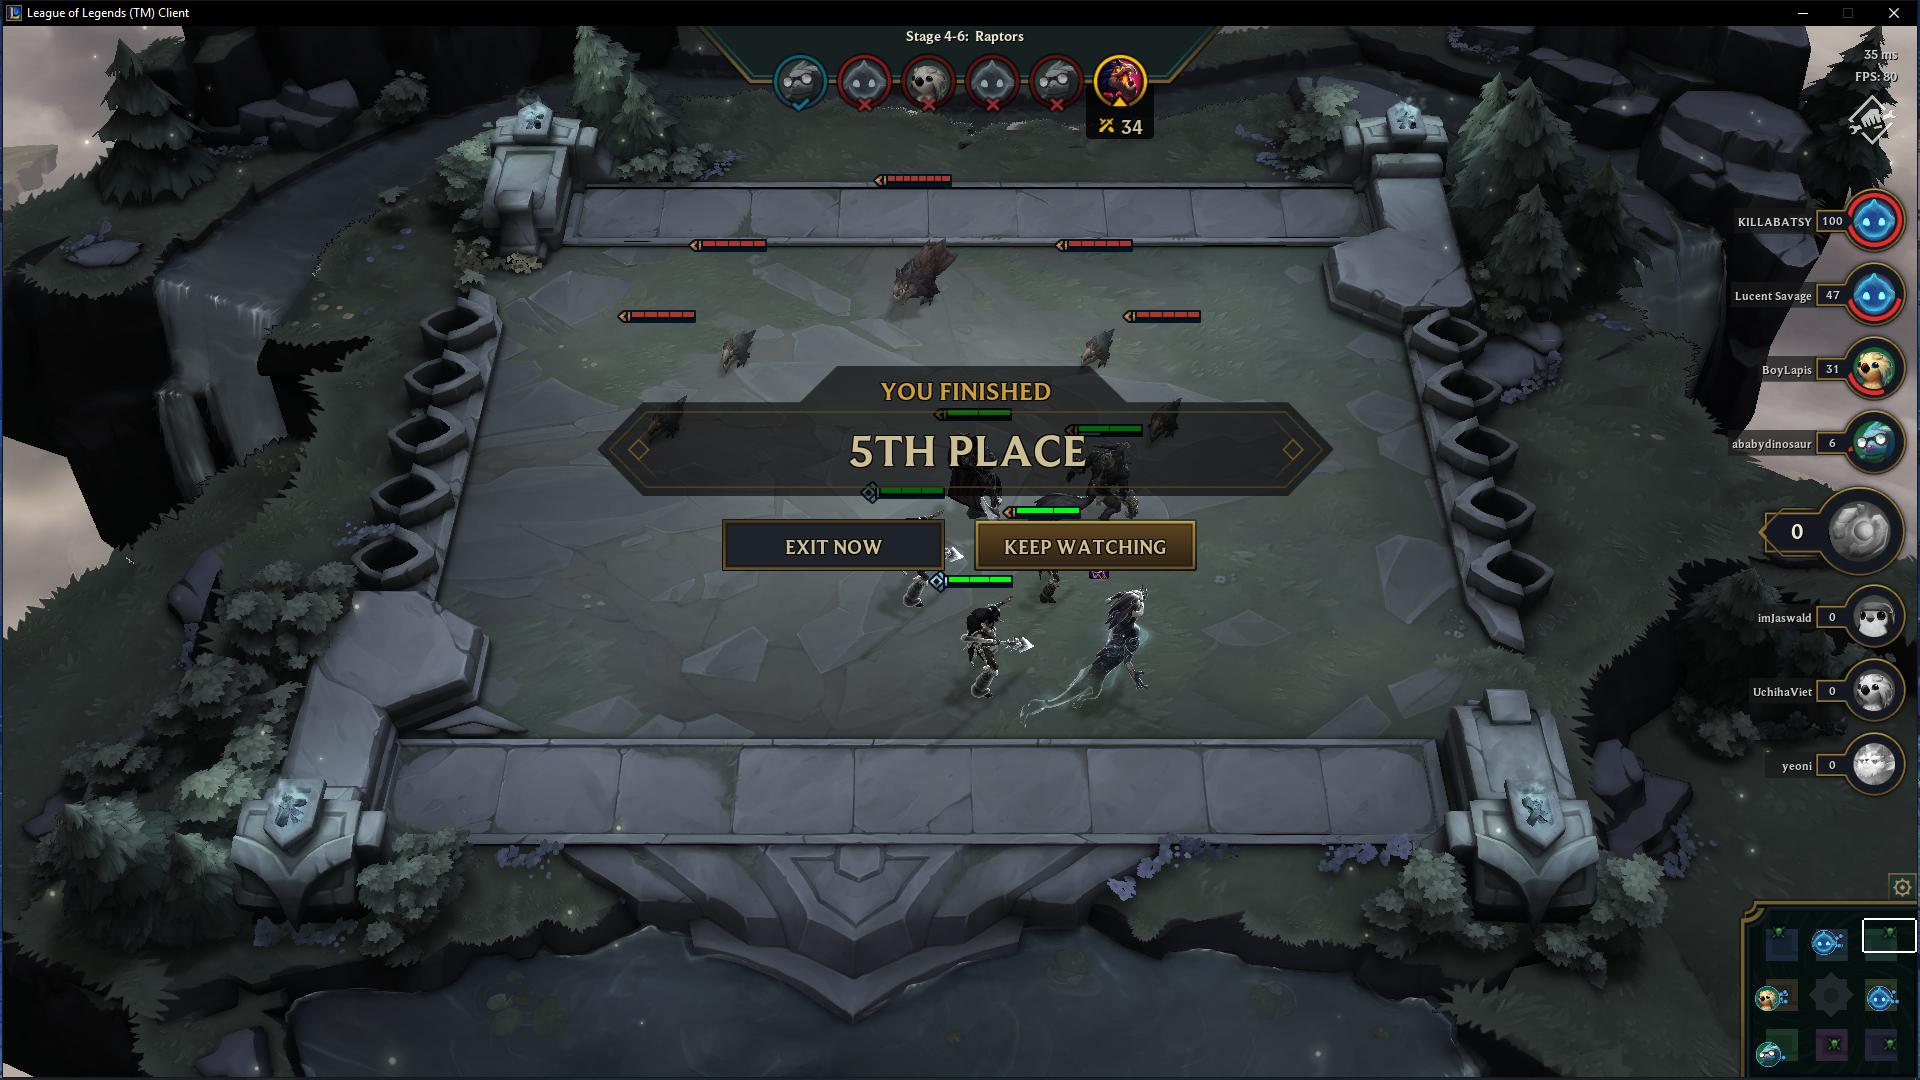 League of Legends (TM) Client
Stage 4-6: Raptors
34
35 ms
FPS: 80
KILLABATSY 100
Lucent Savage 47
BoyLapis 31
ababydinosaur 6
0
imJaswald 0
UchihaViet 0
yeoni 0
YOU FINISHED
5TH PLACE
EXIT NOW
KEEP WATCHING